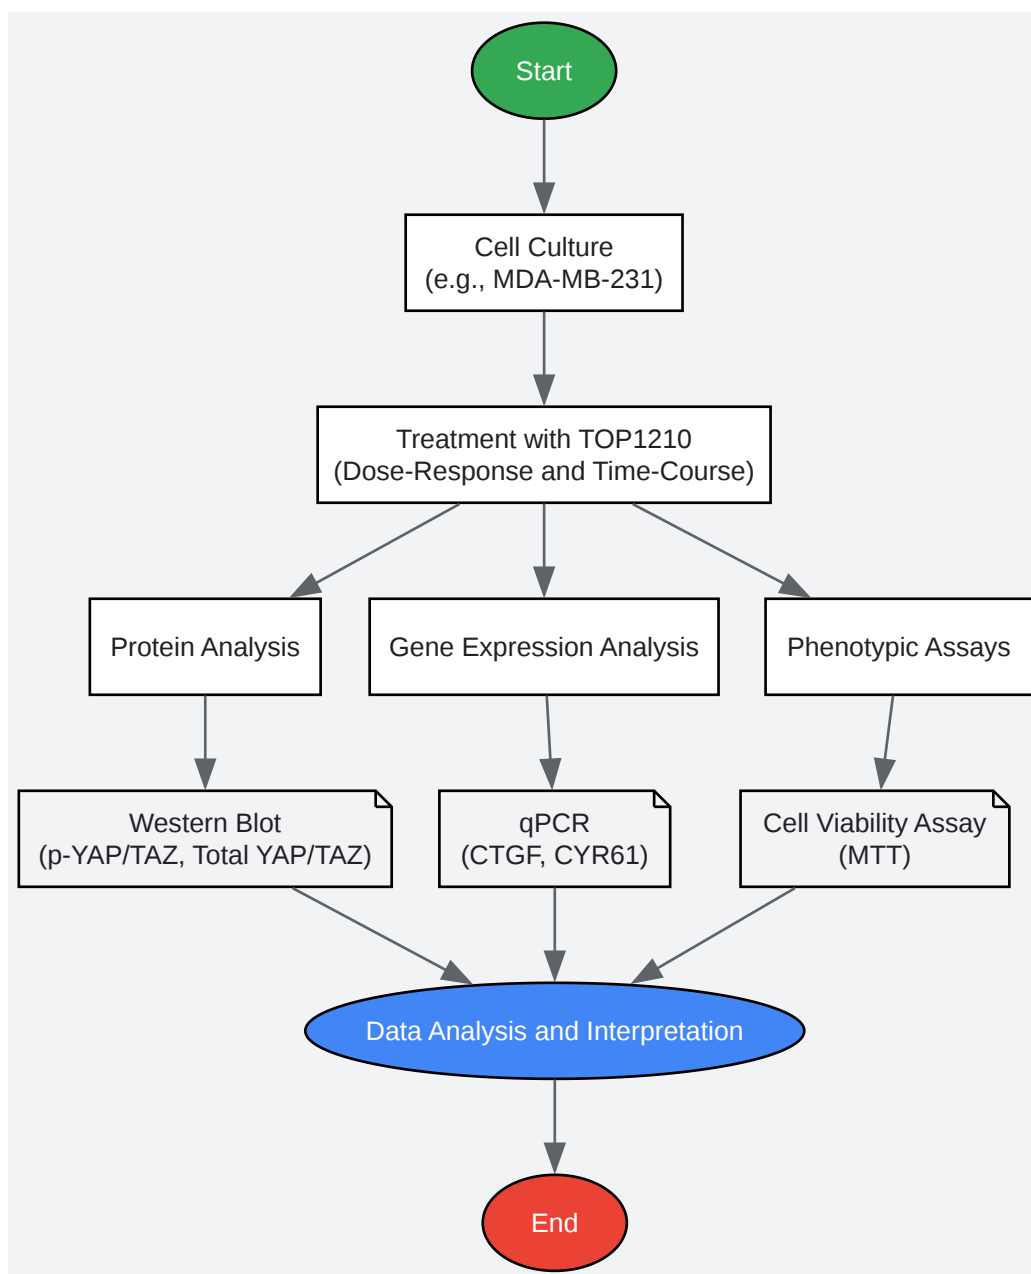 Start
Cell Culture
(e.g., MDA-MB-231)
Treatment with TOP1210
(Dose-Response and Time-Course)
Protein Analysis
Gene Expression Analysis
Phenotypic Assays
Western Blot
(p-YAP/TAZ, Total YAP/TAZ)
qPCR
(CTGF, CYR61)
Cell Viability Assay
(MTT)
Data Analysis and Interpretation
End